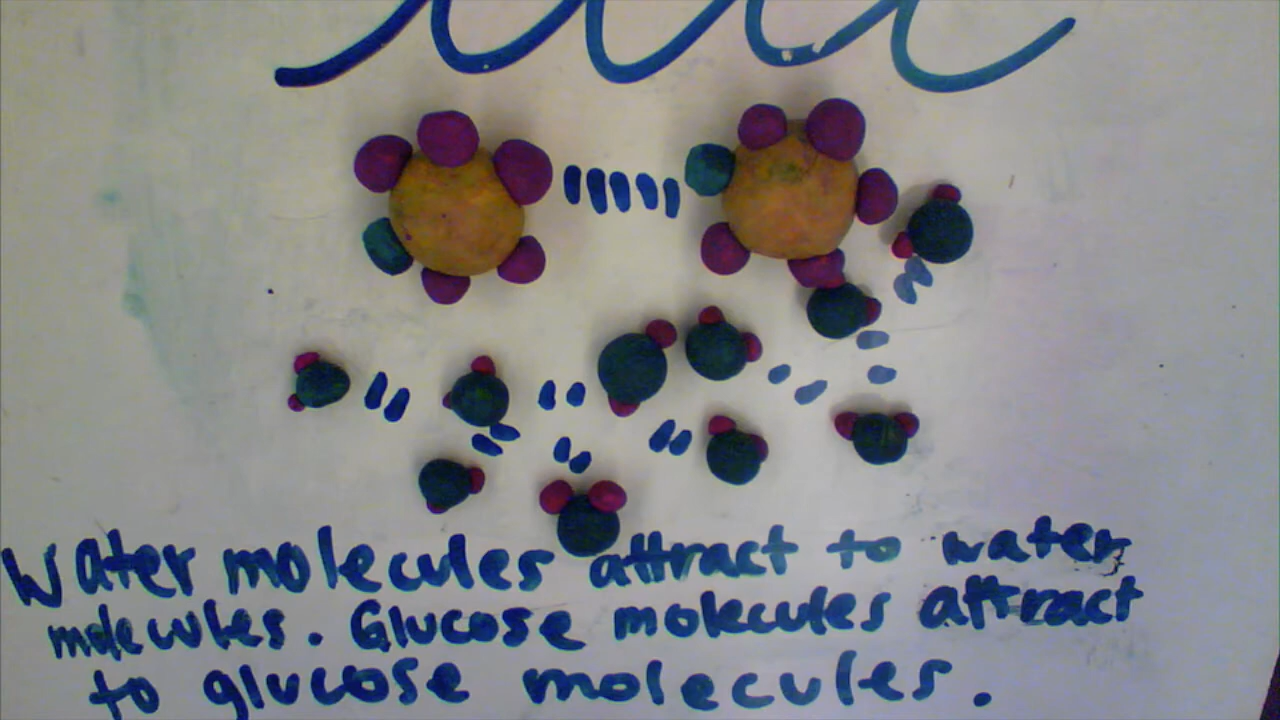 Water molecules attract to water
molecules. Glucose molecules attract
to glucose molecules.